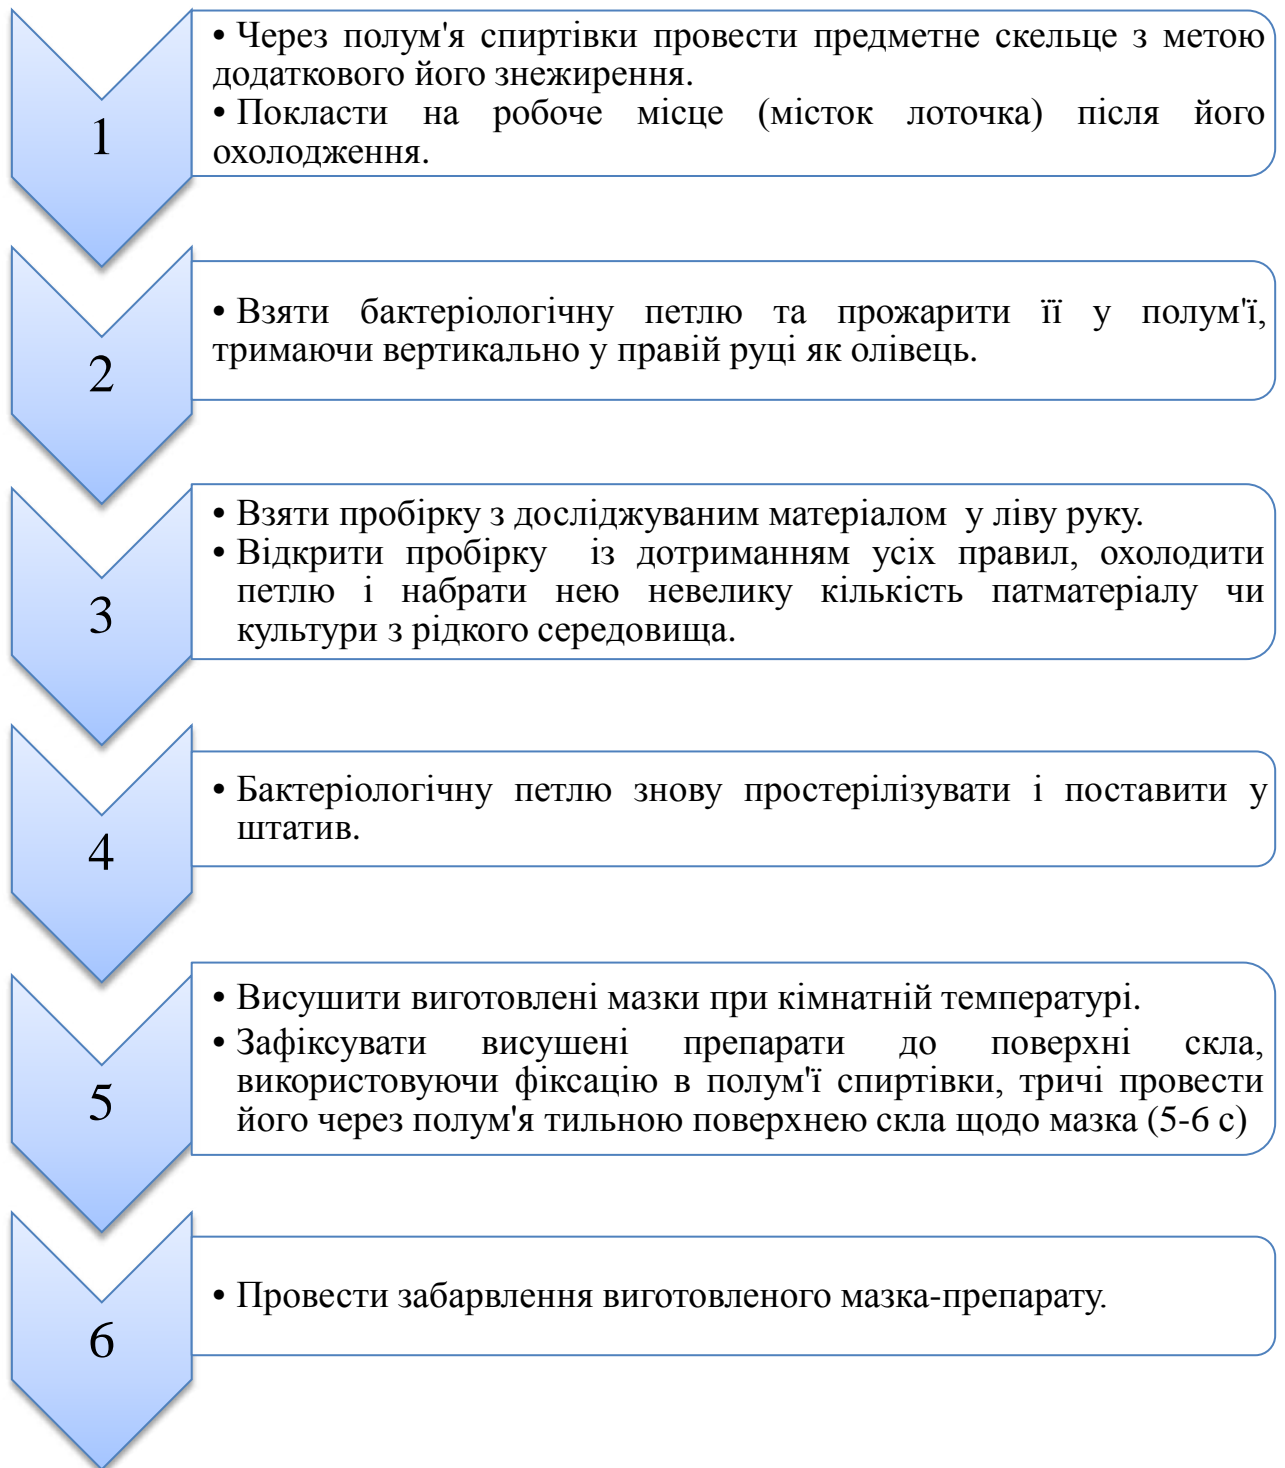 1
• Через полум'я спиртівки провести предметне скельце з метою
додаткового його знежирення.
• Покласти на робоче місце (місток лоточка) після його
охолодження.
2
• Взяти бактеріологічну петлю та прожарити її у полум'ї,
тримаючи вертикально у правій руці як олівець.
3
• Взяти пробірку з досліджуваним матеріалом у ліву руку.
• Відкрити пробірку із дотриманням усіх правил, охолодити
петлю і набрати нею невелику кількість патматеріалу чи
культури з рідкого середовища.
4
• Бактеріологічну петлю знову простерілізувати і поставити у
штатив.
5
• Висушити виготовлені мазки при кімнатній температурі.
• Зафіксувати висушені препарати до поверхні скла,
використовуючи фіксацію в полум'ї спиртівки, тричі провести
його через полум'я тильною поверхнею скла щодо мазка (5-6 с)
6
• Провести забарвлення виготовленого мазка-препарату.